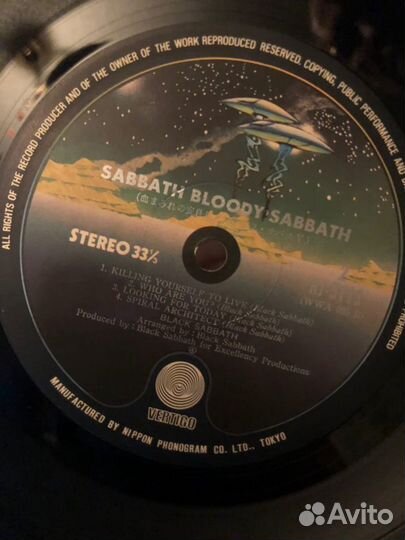 ALL RIGHTS OF THE RECORD PRODUCER AND OF THE OWNER OF THE WORK REPRODUCED RESERVED. COPYING, PUBLIC PERFORMANCE AND
PROHIBITED
SABBATH BLOODY SABBATH
STEREO 33⅓
1. KILLING YOURSELF TO LIVE (Black Sabbath)
2. WHO ARE YOU? (Black Sabbath)
3. LOOKING FOR TODAY (Black Sabbath)
4. SPIRAL ARCHITECT (Black Sabbath)
BLACK SABBATH
Arranged by : Black Sabbath
Produced by : Black Sabbath for Excellency Productions
VERTIGO
MANUFACTURED BY NIPPON PHONOGRAM CO. LTD., TOKYO
Avito